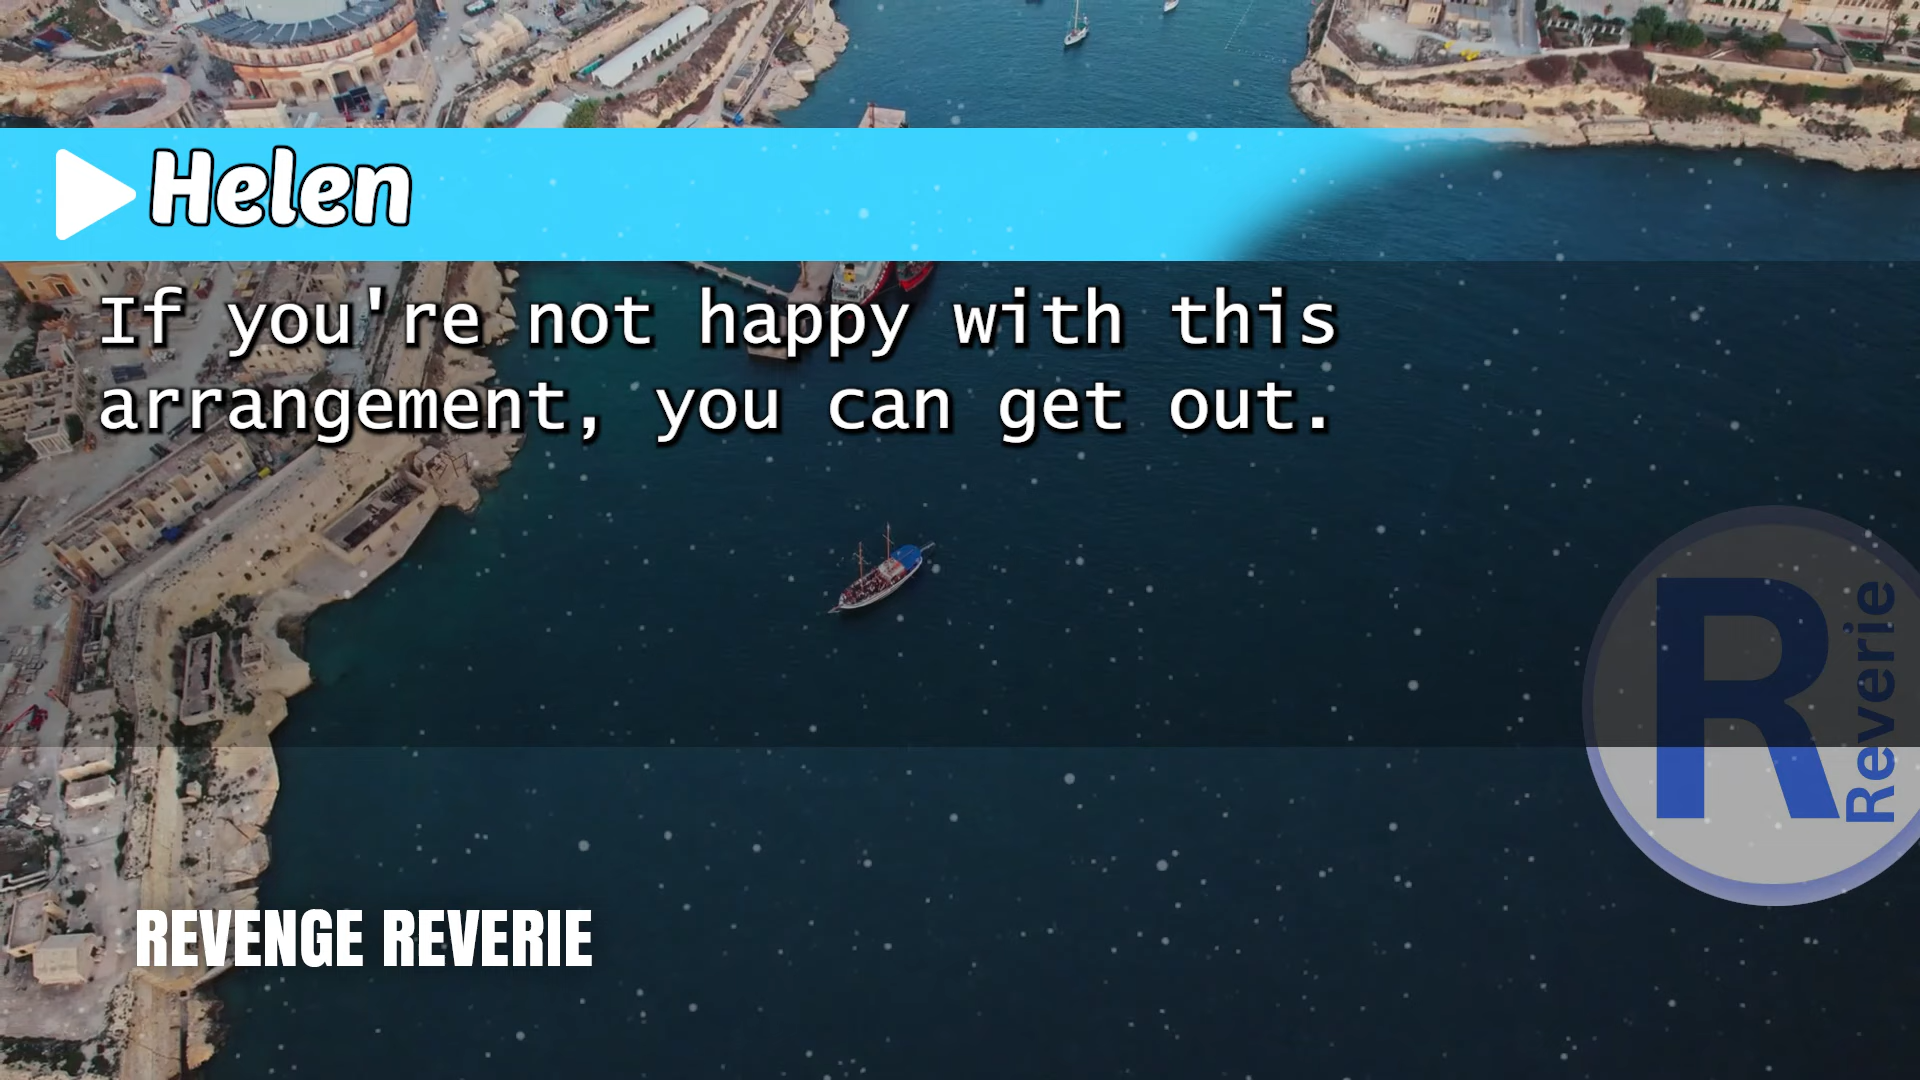 Helen
If you're not happy with this
arrangement, you can get out.
R
Reverie
REVENGE REVERIE